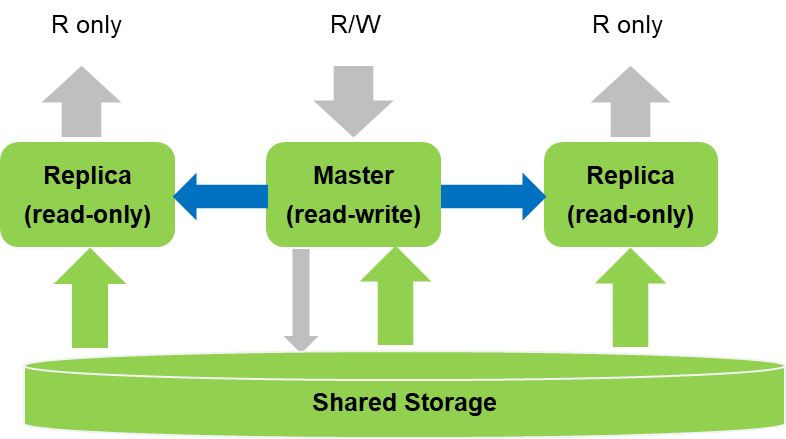 R only
R/W
R only
Replica
(read-only)
Master
(read-write)
Replica
(read-only)
Shared Storage